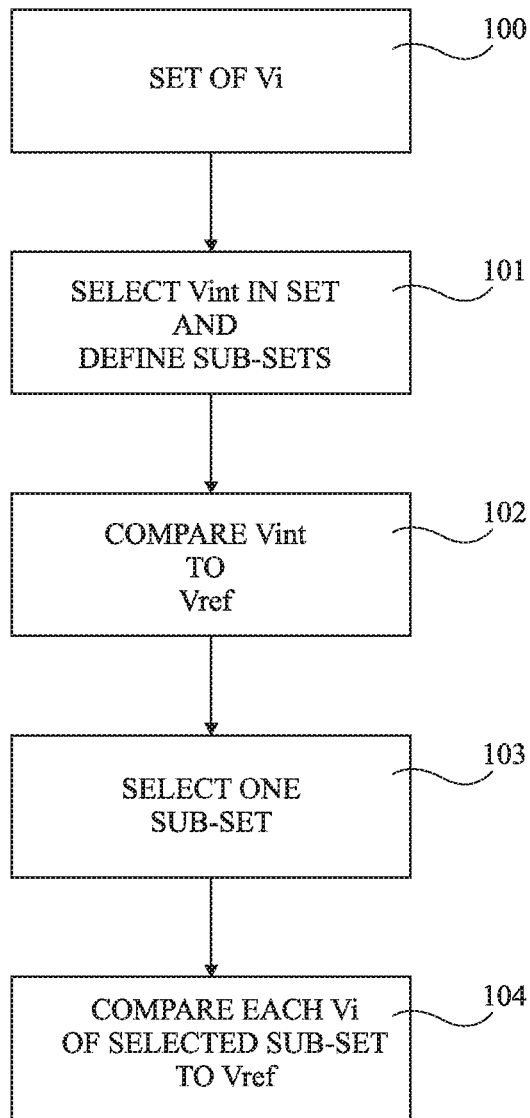 100
SET OF Vi
101
SELECT Vint IN SET
AND
DEFINE SUB-SETS
102
COMPARE Vint
TO
Vref
103
SELECT ONE
SUB-SET
104
COMPARE EACH Vi
OF SELECTED SUB-SET
TO Vref